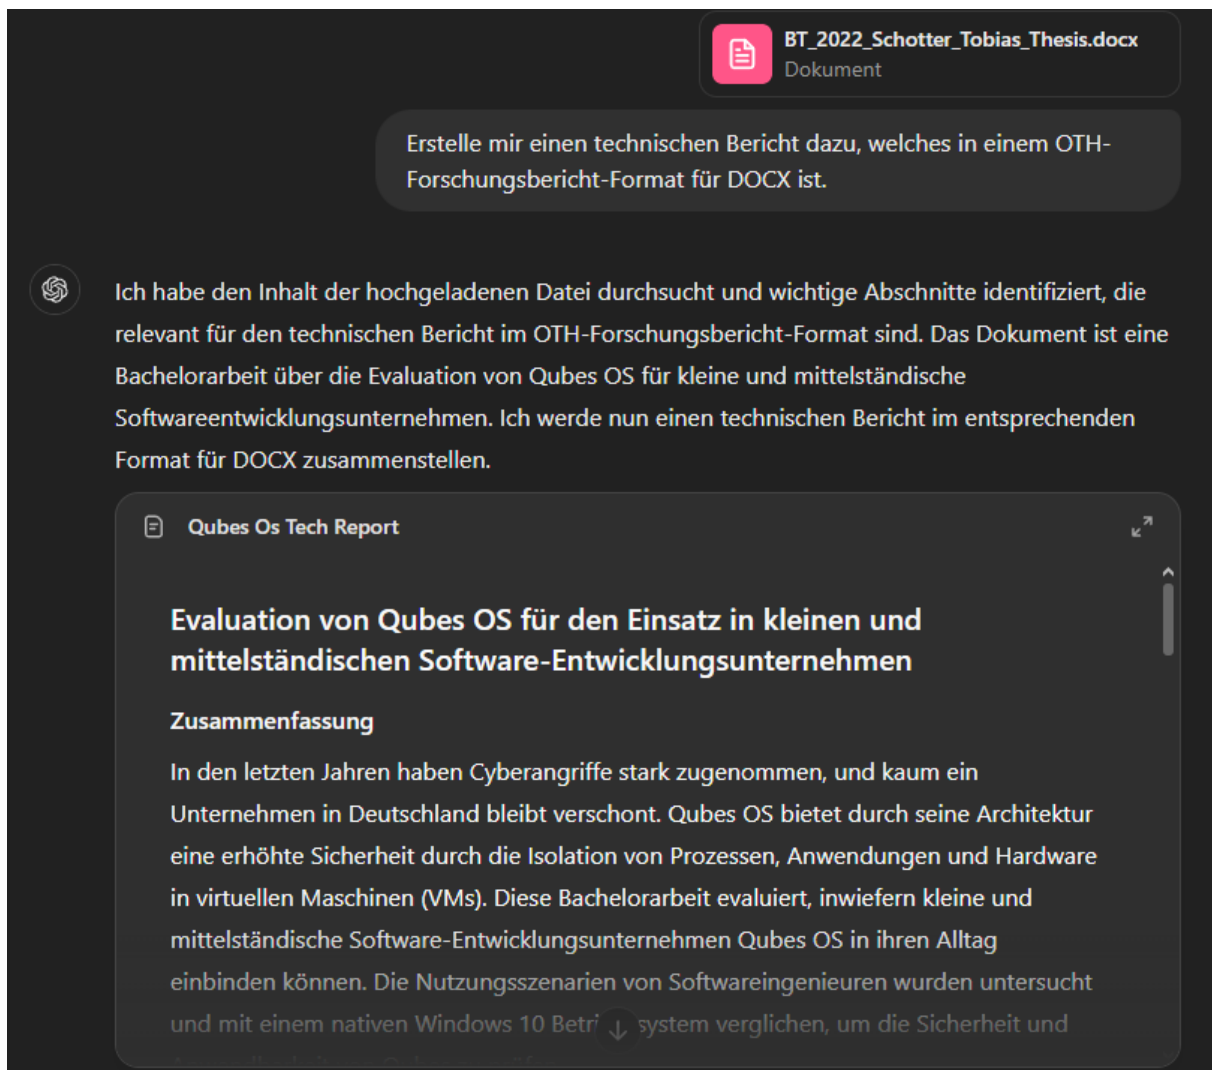 BT_2022_Schotter_Tobias_Thesis.docx
Dokument
Erstelle mir einen technischen Bericht dazu, welches in einem OTH-
Forschungsbericht-Format für DOCX ist.
Ich habe den Inhalt der hochgeladenen Datei durchsucht und wichtige Abschnitte identifiziert, die
relevant für den technischen Bericht im OTH-Forschungsbericht-Format sind. Das Dokument ist eine
Bachelorarbeit über die Evaluation von Qubes OS für kleine und mittelständische
Softwareentwicklungsunternehmen. Ich werde nun einen technischen Bericht im entsprechenden
Format für DOCX zusammenstellen.
Qubes Os Tech Report
Evaluation von Qubes OS für den Einsatz in kleinen und
mittelständischen Software-Entwicklungsunternehmen
Zusammenfassung
In den letzten Jahren haben Cyberangriffe stark zugenommen, und kaum ein
Unternehmen in Deutschland bleibt verschont. Qubes OS bietet durch seine Architektur
eine erhöhte Sicherheit durch die Isolation von Prozessen, Anwendungen und Hardware
in virtuellen Maschinen (VMs). Diese Bachelorarbeit evaluiert, inwiefern kleine und
mittelständische Software-Entwicklungsunternehmen Qubes OS in ihren Alltag
einbinden können. Die Nutzungsszenarien von Softwareingenieuren wurden untersucht
und mit einem nativen Windows 10 verglichen, um die Sicherheit und